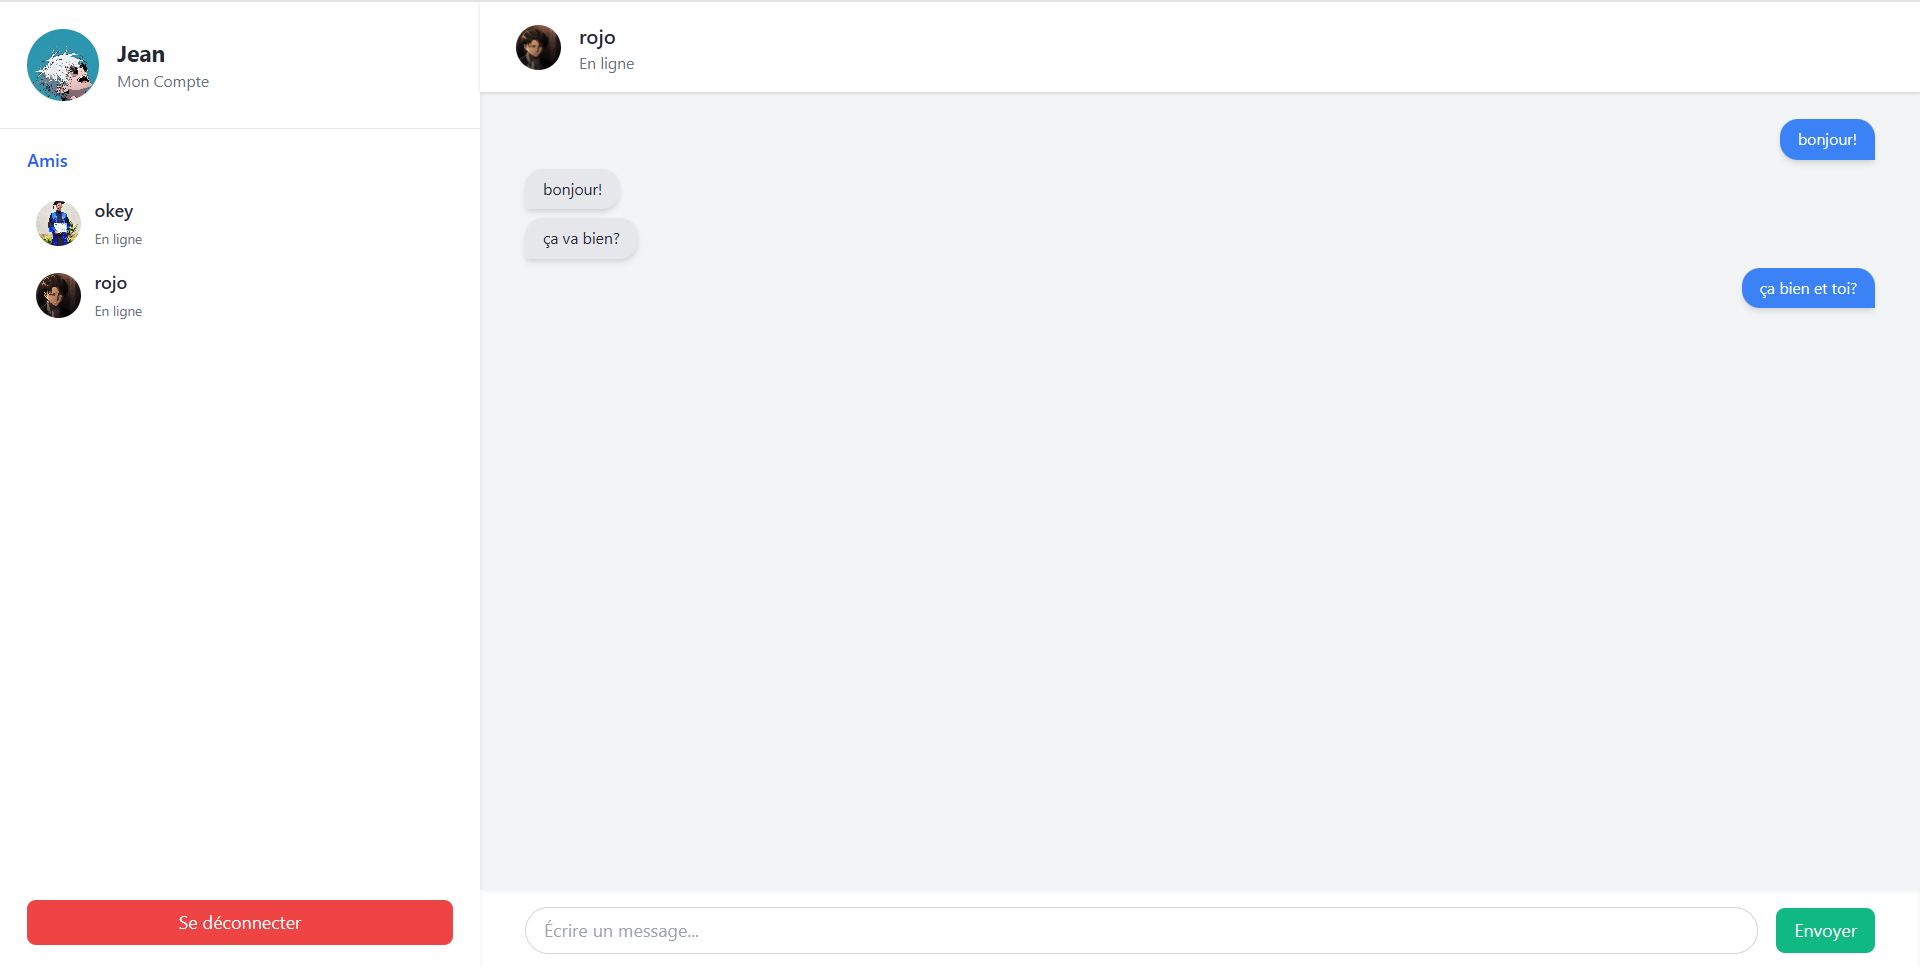 Jean
Mon Compte
Amis
okey
En ligne
rojo
En ligne
Se déconnecter
rojo
En ligne
bonjour!
bonjour!
ça va bien?
ça bien et toi?
Écrire un message...
Envoyer